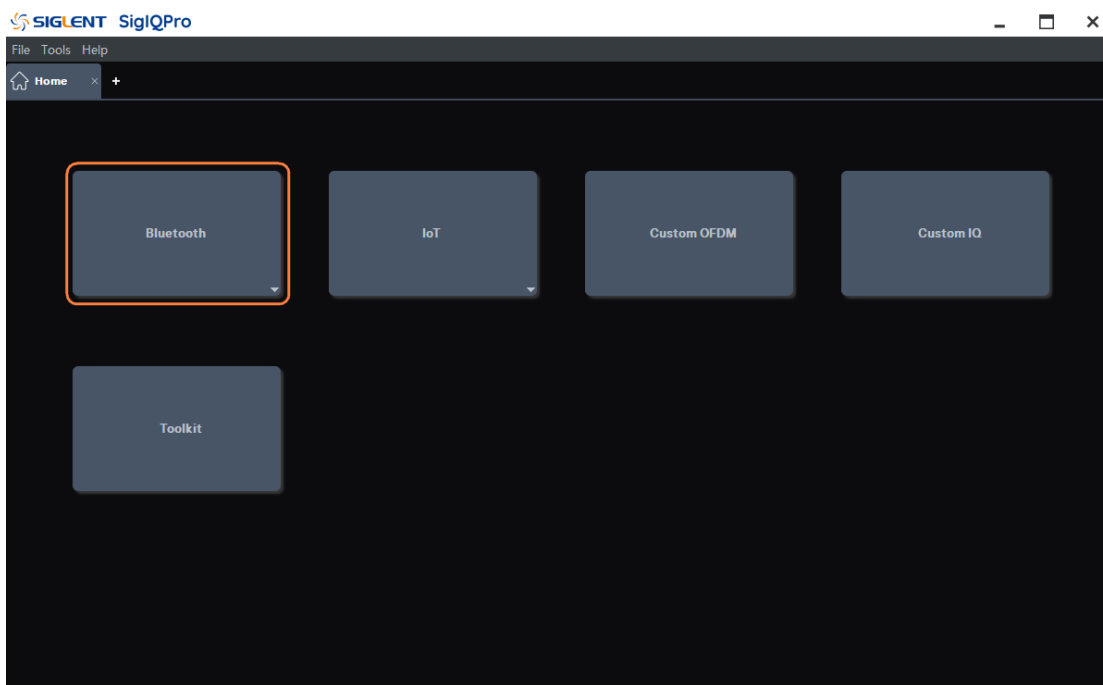 SIGLENT SigIQPro
File Tools Help
Home
Bluetooth
IoT
Custom OFDM
Custom IQ
Toolkit